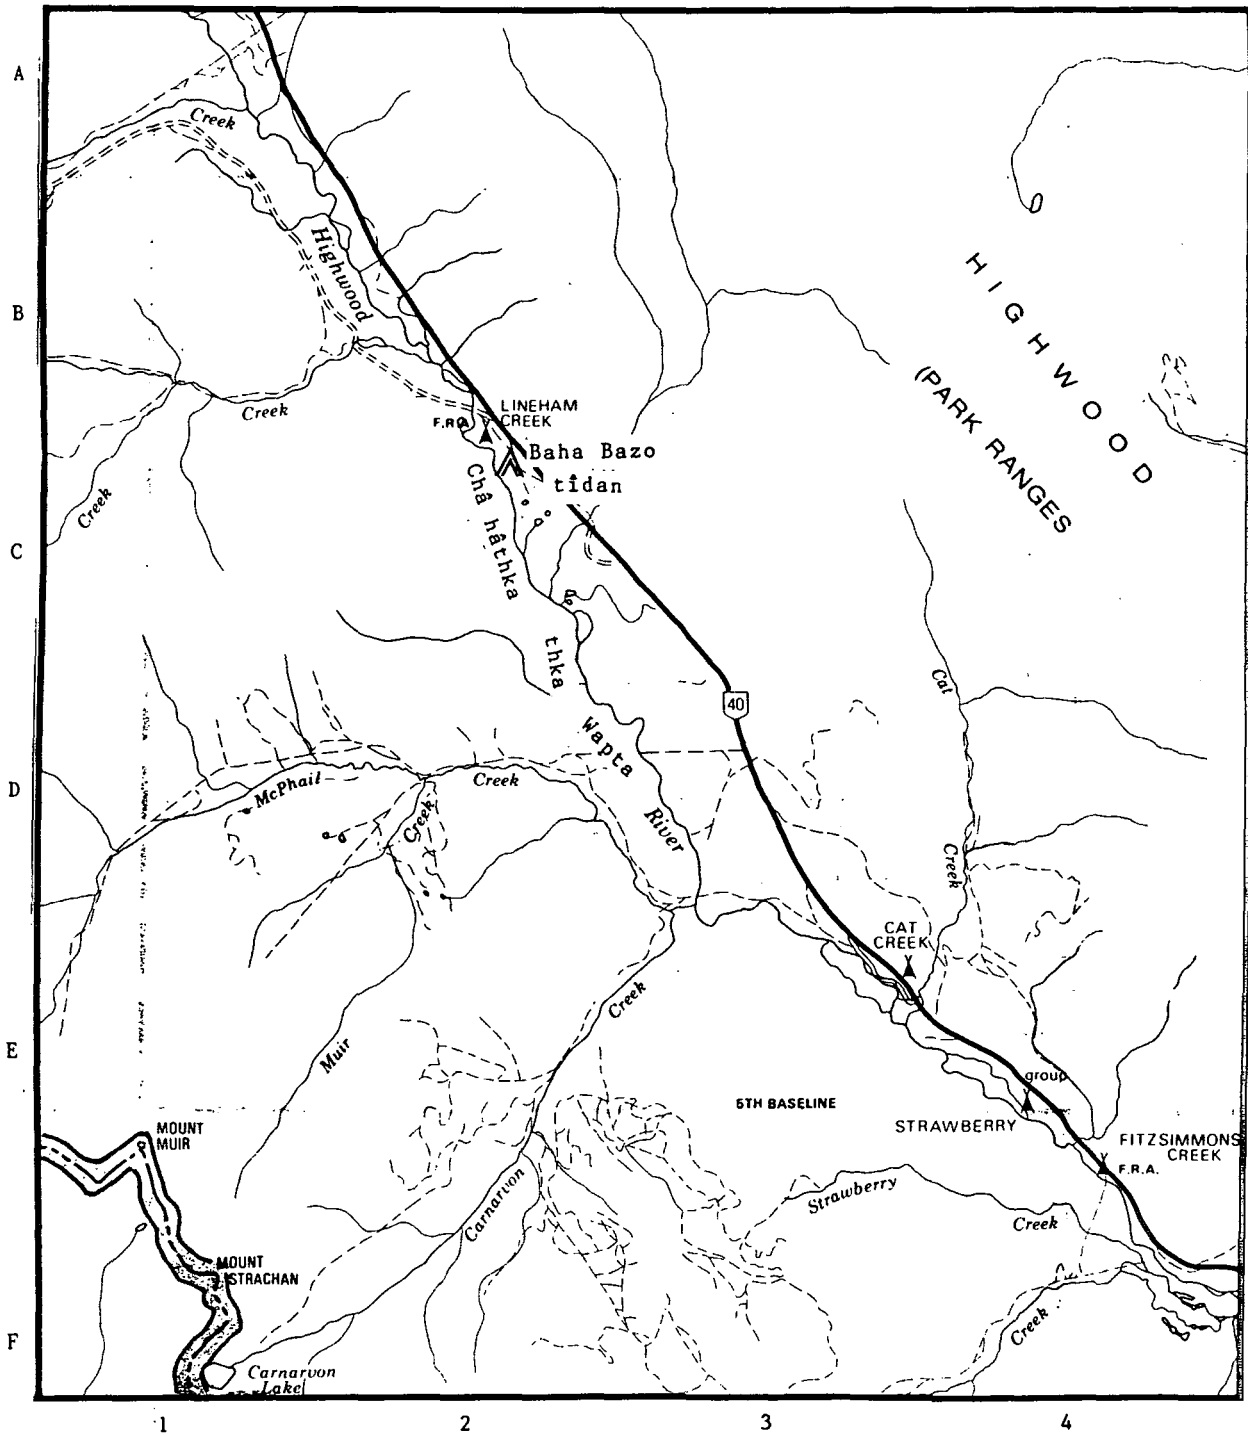 A
Creek
Highwood
B
HIGHWOOD
(PARK RANGES
Creek
LINEHAM
CREEK
F.R.A.
Baha Bazo
tîdan
Creek
C
Châ hâthka
thka
Wapta
River
Cat
Creek
40
D
McPhail
Creek
Creek
CAT
CREEK
Creek
Muir
E
group
5TH BASELINE
STRAWBERRY
MOUNT
MUIR
FITZSIMMONS
CREEK
F.R.A.
Strawberry
Creek
Carnarvon
MOUNT
STRACHAN
Creek
F
Carnarvon
Lake
1
2
3
4